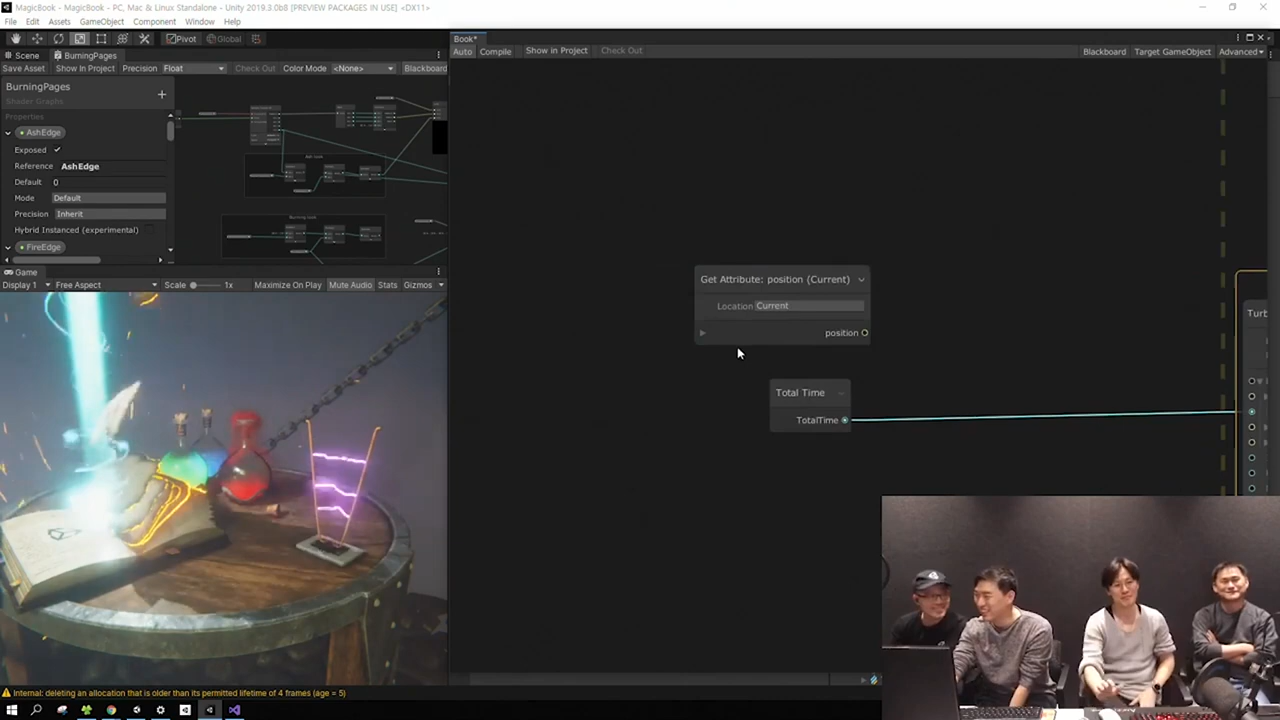 MagicBook - MagicBook - PC, Mac & Linux Standalone - Unity 2019.3.0b8 [PREVIEW PACKAGES IN USE] <DX11>
File Edit Assets GameObject Component Window Help
Pivot Global
Scene BurningPages
Save Asset Show In Project Precision Float Check Out Color Mode <None> Blackboard
BurningPages
Shader Graphs
Properties
AshEdge
Exposed
Reference AshEdge
Default 0
Mode Default
Precision Inherit
Hybrid Instanced (experimental)
FireEdge
Game
Display 1 Free Aspect Scale 1x Maximize On Play Mute Audio Stats Gizmos
Book*
Auto Compile Show in Project Check Out Blackboard Target GameObject Advanced
Get Attribute: position (Current)
Location Current
position
Total Time
TotalTime
Turb
Internal: deleting an allocation that is older than its permitted lifetime of 4 frames (age = 5)